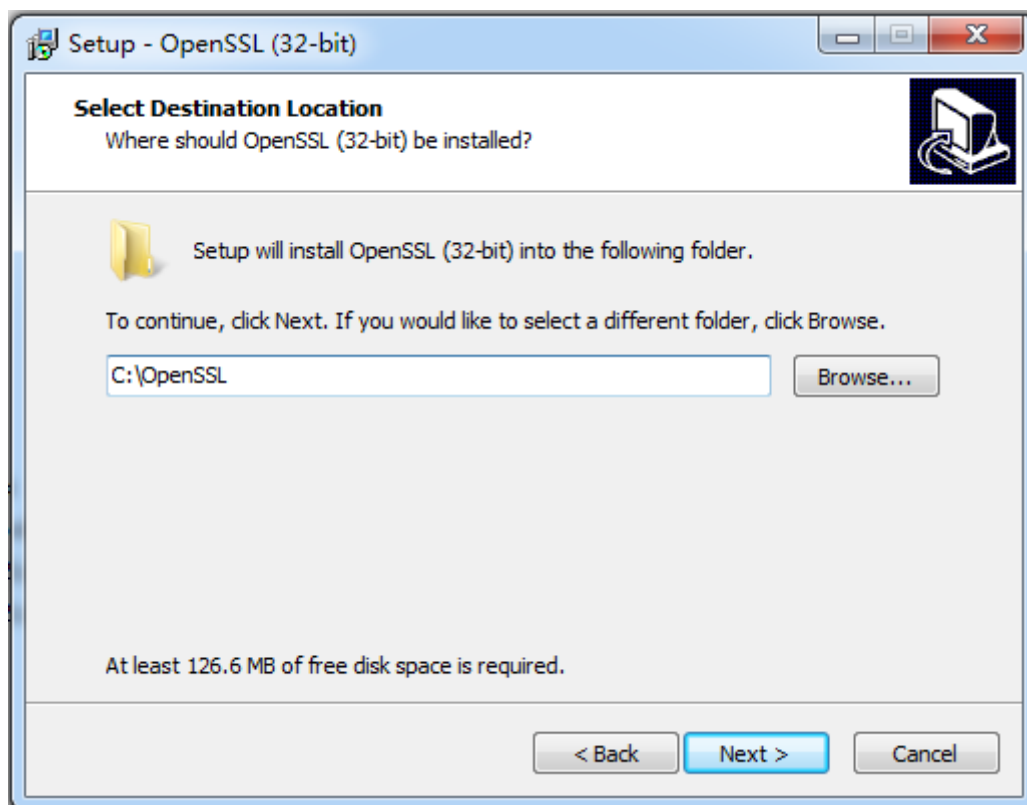 Setup - OpenSSL (32-bit)
Select Destination Location
Where should OpenSSL (32-bit) be installed?
Setup will install OpenSSL (32-bit) into the following folder.
To continue, click Next. If you would like to select a different folder, click Browse.
C:\OpenSSL
Browse...
At least 126.6 MB of free disk space is required.
< Back
Next >
Cancel